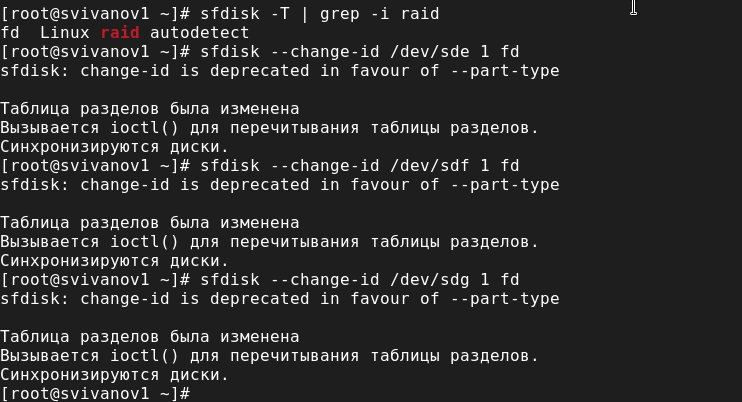 [root@svivanov1 ~]# sfdisk -T | grep -i raid
fd  Linux raid autodetect
[root@svivanov1 ~]# sfdisk --change-id /dev/sde 1 fd
sfdisk: change-id is deprecated in favour of --part-type

Таблица разделов была изменена
Вызывается ioctl() для перечитывания таблицы разделов.
Синхронизируются диски.
[root@svivanov1 ~]# sfdisk --change-id /dev/sdf 1 fd
sfdisk: change-id is deprecated in favour of --part-type

Таблица разделов была изменена
Вызывается ioctl() для перечитывания таблицы разделов.
Синхронизируются диски.
[root@svivanov1 ~]# sfdisk --change-id /dev/sdg 1 fd
sfdisk: change-id is deprecated in favour of --part-type

Таблица разделов была изменена
Вызывается ioctl() для перечитывания таблицы разделов.
Синхронизируются диски.
[root@svivanov1 ~]#